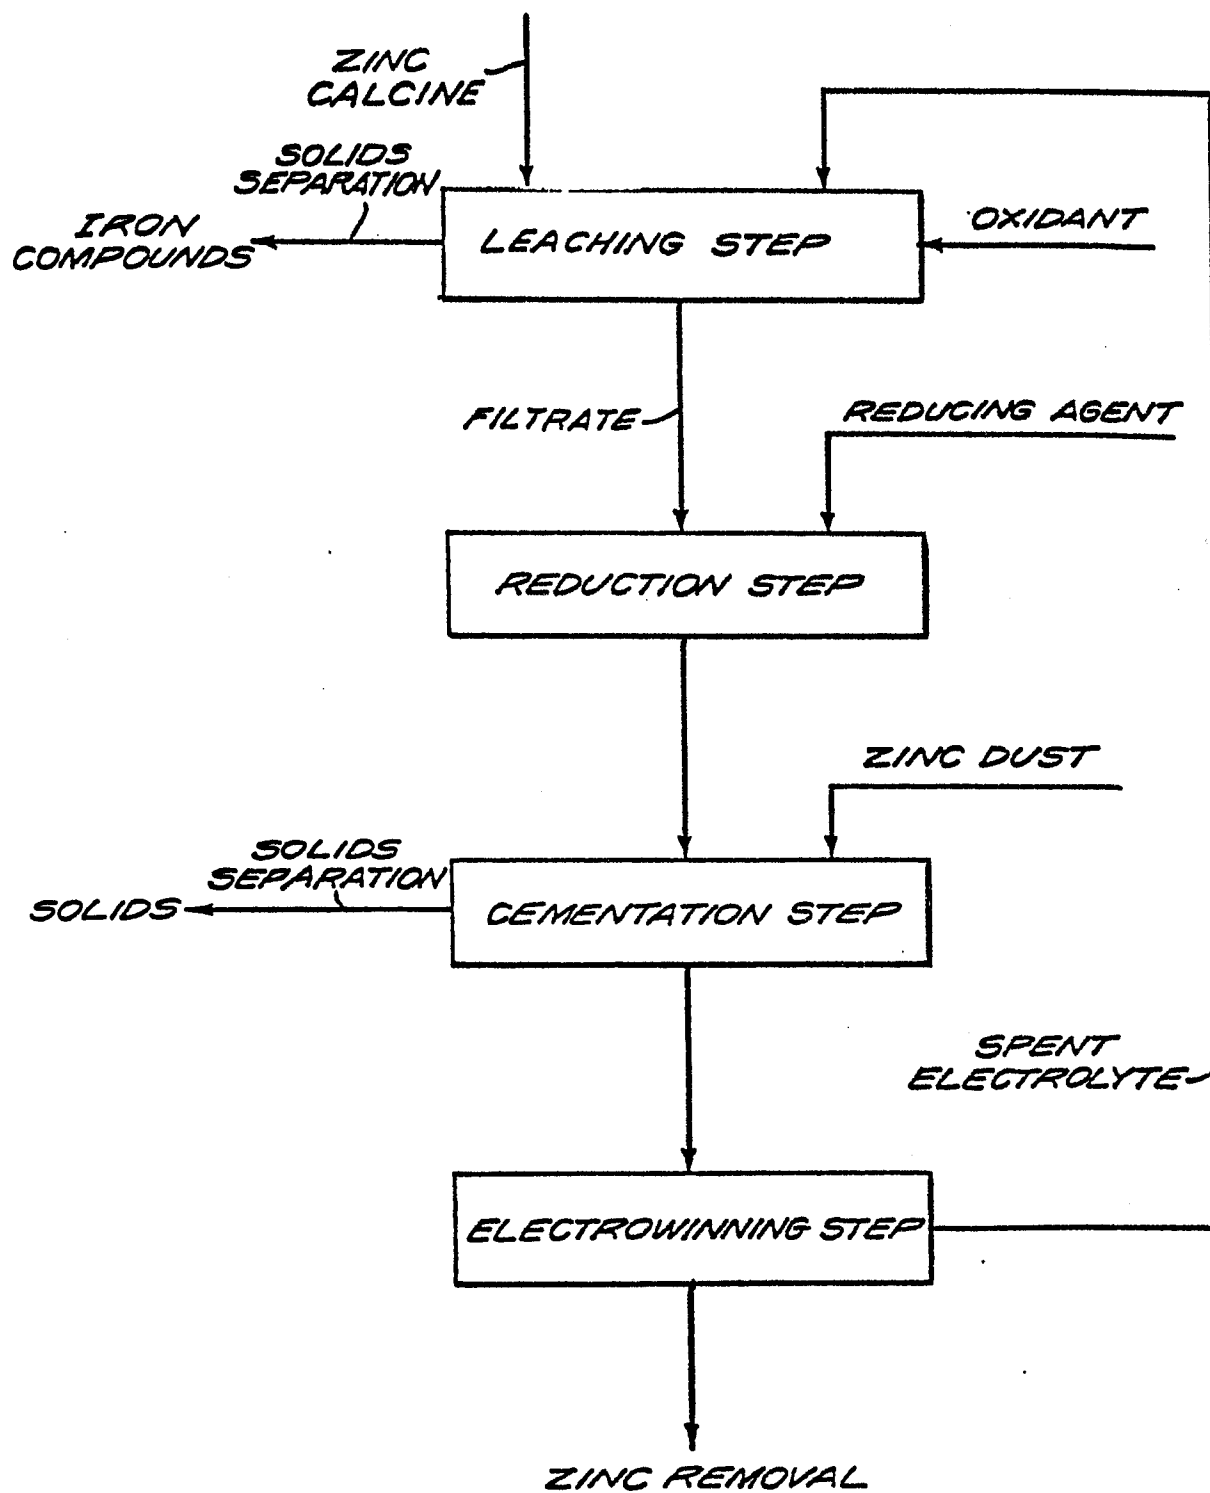 ZINC
CALCINE
SOLIDS
SEPARATION
IRON
COMPOUNDS
LEACHING STEP
OXIDANT
FILTRATE
REDUCING AGENT
REDUCTION STEP
ZINC DUST
SOLIDS
SEPARATION
SOLIDS
CEMENTATION STEP
SPENT
ELECTROLYTE
ELECTROWINNING STEP
ZINC REMOVAL